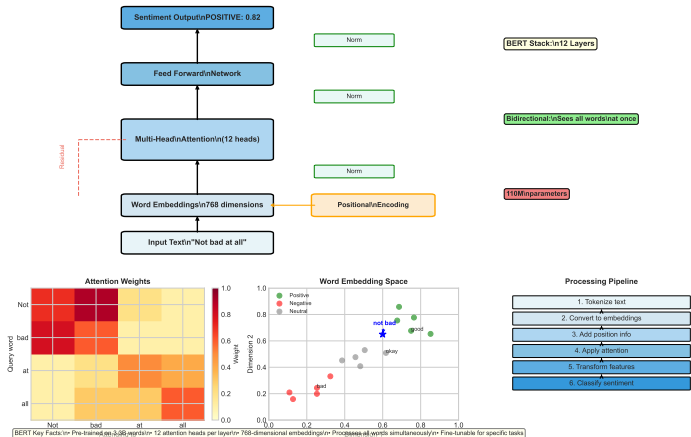 Sentiment Output\nPOSITIVE: 0.82
Norm
BERT Stack:\n12 Layers
Feed Forward\nNetwork
Norm
Bidirectional:\nSees all words\nat once
Multi-Head\nAttention\n(12 heads)
Residual
Norm
110M\nparameters
Word Embeddings\n768 dimensions
Positional\nEncoding
Input Text\n"Not bad at all"
Attention Weights
Not
bad
at
all
Query word
Not
bad
at
all
1.0
0.8
0.6
0.4
0.2
0.0
Weight
Word Embedding Space
Positive
Negative
Neutral
not bad
good
okay
bad
1.0
0.8
0.6
0.4
0.2
0.0
Dimension 2
0.0
0.2
0.4
0.6
0.8
1.0
Processing Pipeline
1. Tokenize text
2. Convert to embeddings
3. Add position info
4. Apply attention
5. Transform features
6. Classify sentiment
BERT Key Facts:\n• Pre-trained on 3.3B words\n• 12 attention heads per layer\n• 768-dimensional embeddings\n• Processes all words simultaneously\n• Fine-tunable for specific tasks